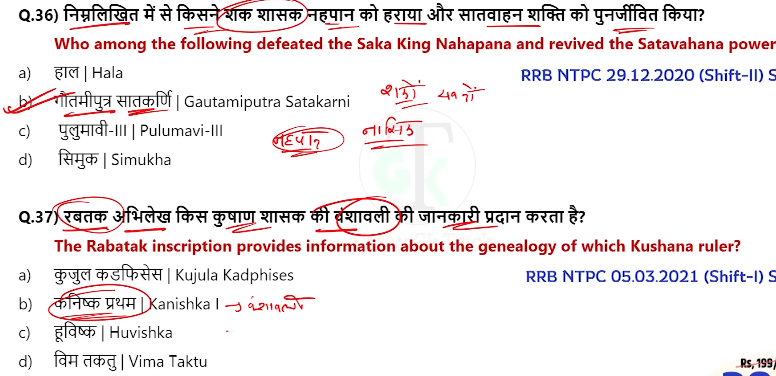 Q.36) निम्नलिखित में से किसने शक शासक नहपान को हराया और सातवाहन शक्ति को पुनर्जीवित किया?
Who among the following defeated the Saka King Nahapana and revived the Satavahana power
a) हाल | Hala
RRB NTPC 29.12.2020 (Shift-II) S
b) गौतमीपुत्र सातकर्णि | Gautamiputra Satakarni
c) पुलुमावी-III | Pulumavi-III
नहपान नासिक
d) सिमुक | Simukha
Q.37) रबतक अभिलेख किस कुषाण शासक की वंशावली की जानकारी प्रदान करता है?
The Rabatak inscription provides information about the genealogy of which Kushana ruler?
a) कुजुल कडफिसेस | Kujula Kadphises
RRB NTPC 05.03.2021 (Shift-I) S
b) कनिष्क प्रथम | Kanishka I → वंशावली
c) हूविष्क | Huvishka
d) विम तकतु | Vima Taktu
Rs, 199/